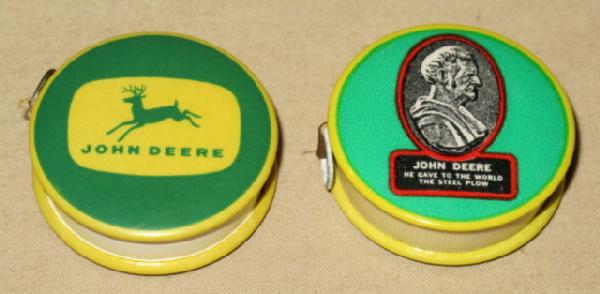 JOHN DEERE
JOHN DEERE
HE GAVE TO THE WORLD
THE STEEL PLOW